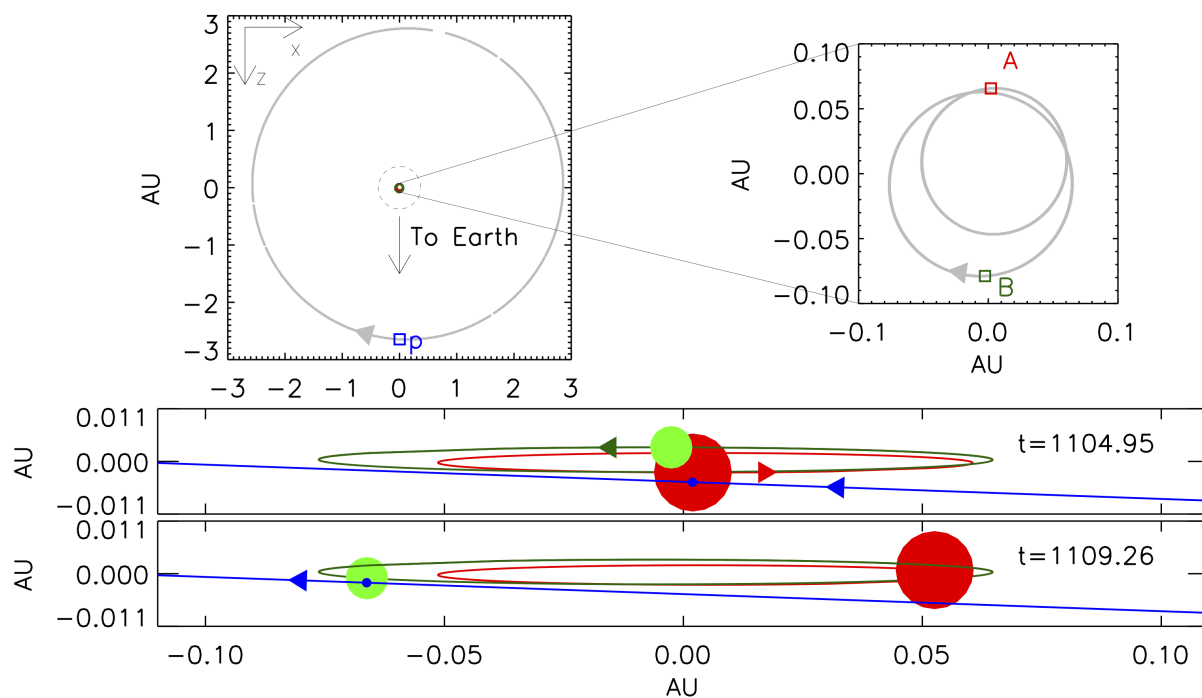 3
2
1
0
−1
−2
−3
AU
X
Z
To Earth
p
−3 −2 −1 0 1 2 3
0.10
0.05
0.00
−0.05
−0.10
AU
A
B
−0.1 0.0 0.1
AU
0.011
0.000
−0.011
AU
t=1104.95
0.011
0.000
−0.011
AU
t=1109.26
−0.10 −0.05 0.00 0.05 0.10
AU